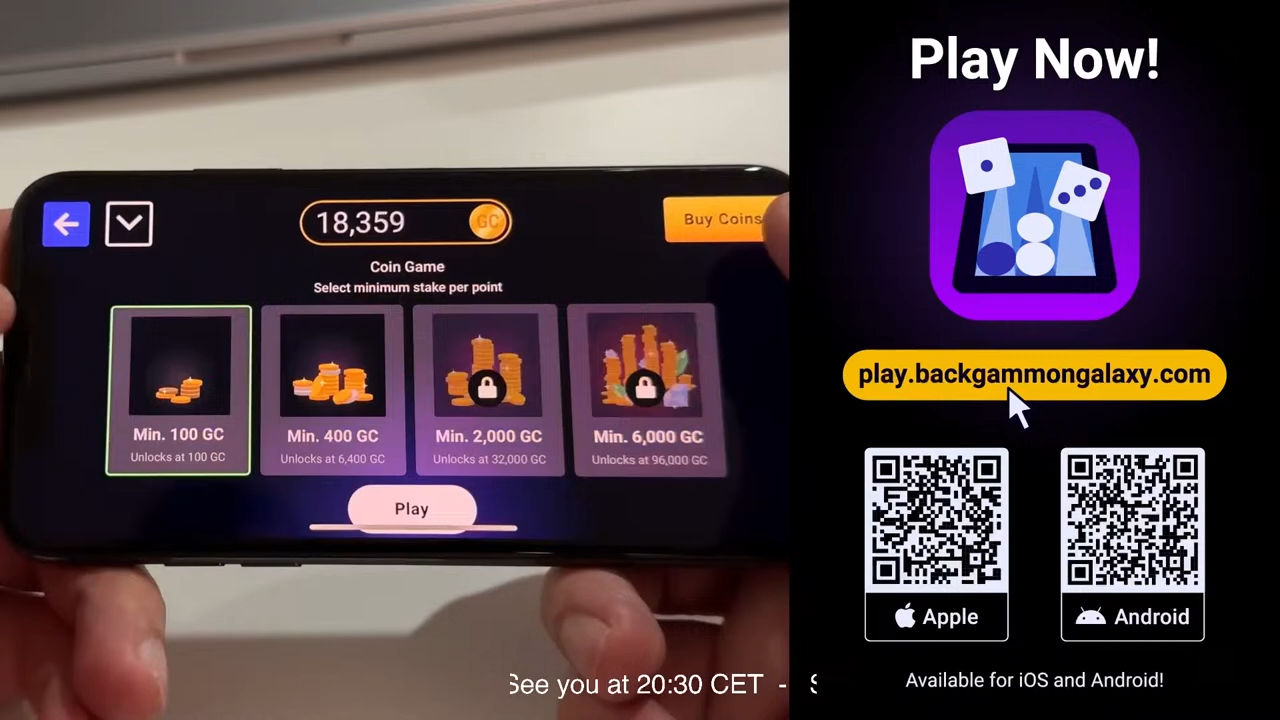 18,359
GC
Buy Coins
Coin Game
Select minimum stake per point
Min. 100 GC
Unlocks at 100 GC
Min. 400 GC
Unlocks at 6,400 GC
Min. 2,000 GC
Unlocks at 32,000 GC
Min. 6,000 GC
Unlocks at 96,000 GC
Play
See you at 20:30 CET - S
Play Now!
play.backgammongalaxy.com
Apple
Android
Available for iOS and Android!